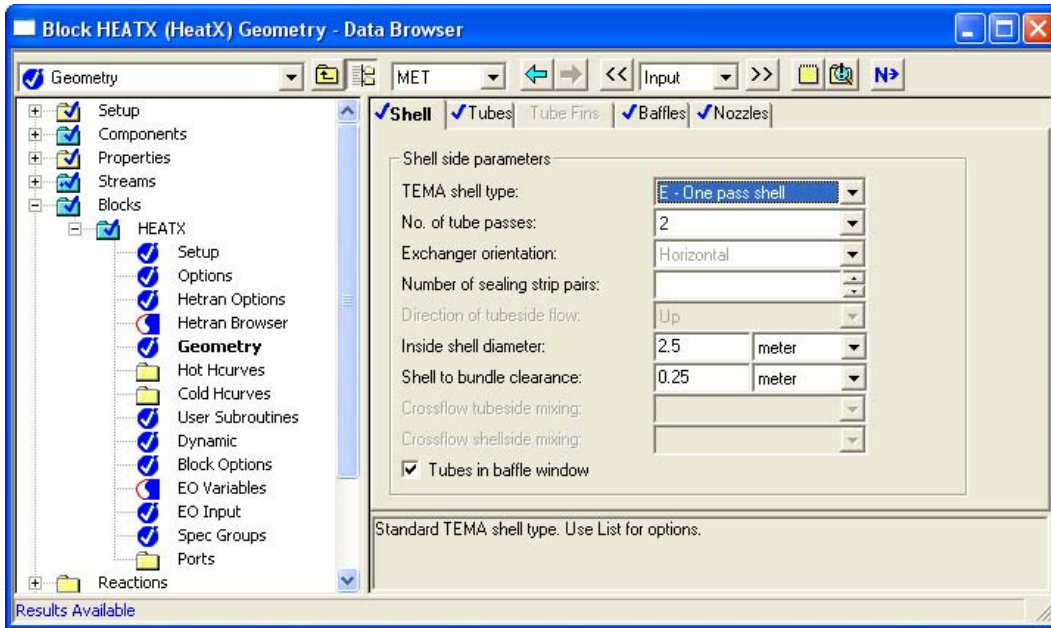 Block HEATX (HeatX) Geometry - Data Browser
Geometry
MET
<< Input >>
N>
Setup
Components
Properties
Streams
Blocks
HEATX
Setup
Options
Hetran Options
Hetran Browser
Geometry
Hot Hcurves
Cold Hcurves
User Subroutines
Dynamic
Block Options
EO Variables
EO Input
Spec Groups
Ports
Reactions
Shell Tubes Tube Fins Baffles Nozzles
Shell side parameters
TEMA shell type: E - One pass shell
No. of tube passes: 2
Exchanger orientation: Horizontal
Number of sealing strip pairs:
Direction of tubeside flow: Up
Inside shell diameter: 2.5 meter
Shell to bundle clearance: 0.25 meter
Crossflow tubeside mixing:
Crossflow shellside mixing:
Tubes in baffle window
Standard TEMA shell type. Use List for options.
Results Available